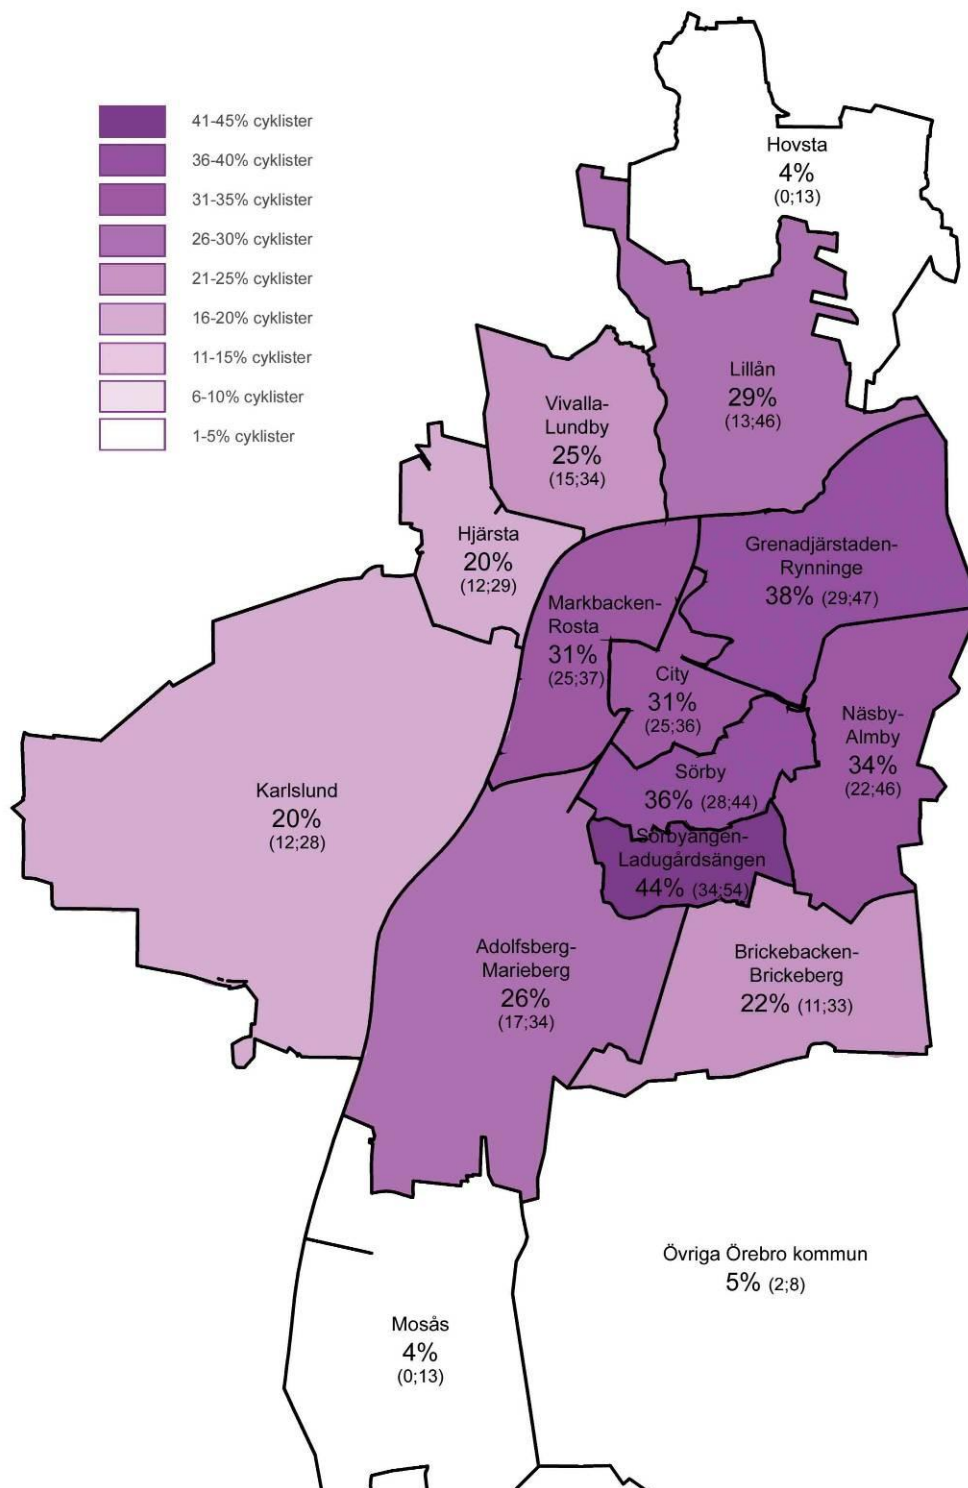 41-45% cyklister
36-40% cyklister
31-35% cyklister
26-30% cyklister
21-25% cyklister
16-20% cyklister
11-15% cyklister
6-10% cyklister
1-5% cyklister
Hovsta
4%
(0;13)
Lillån
29%
(13;46)
Vivalla-
Lundby
25%
(15;34)
Hjärsta
20%
(12;29)
Grenadjärstaden-
Rynninge
38% (29;47)
Markbacken-
Rosta
31%
(25;37)
City
31%
(25;36)
Näsby-
Almby
34%
(22;46)
Sörby
36% (28;44)
Karlslund
20%
(12;28)
Sörbyängen-
Ladugårdsängen
44% (34;54)
Adolfsberg-
Marieberg
26%
(17;34)
Brickebacken-
Brickeberg
22% (11;33)
Övriga Örebro kommun
5% (2;8)
Mosås
4%
(0;13)